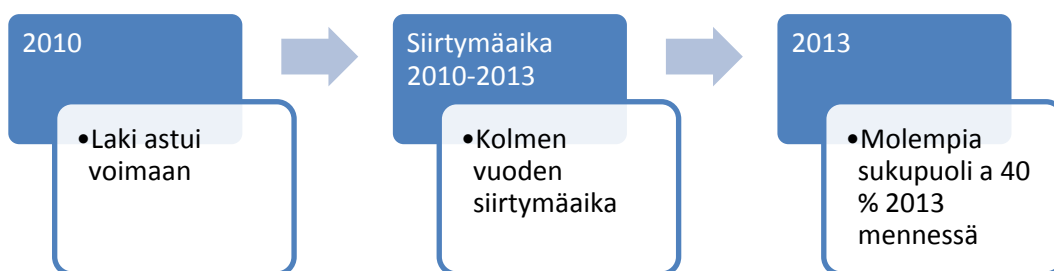 2010
•Laki astui
voimaan
Siirtymäaika
2010-2013
•Kolmen
vuoden
siirtymäaika
2013
•Molempia
sukupuoli a 40
% 2013
mennessä